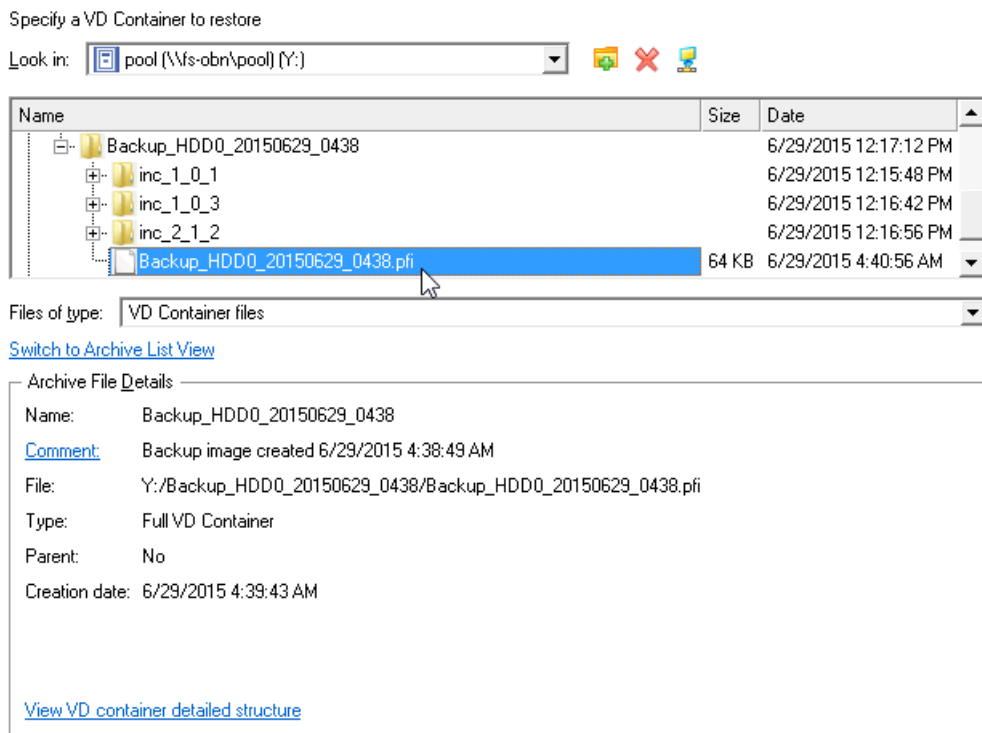 Specify a VD Container to restore
Look in: pool (\\fs-obn\pool) (Y:)
Name Size Date
Backup_HDD0_20150629_0438 6/29/2015 12:17:12 PM
inc_1_0_1 6/29/2015 12:15:48 PM
inc_1_0_3 6/29/2015 12:16:42 PM
inc_2_1_2 6/29/2015 12:16:56 PM
Backup_HDD0_20150629_0438.pfi 64 KB 6/29/2015 4:40:56 AM
Files of type: VD Container files
Switch to Archive List View
Archive File Details
Name: Backup_HDD0_20150629_0438
Comment: Backup image created 6/29/2015 4:38:49 AM
File: Y:/Backup_HDD0_20150629_0438/Backup_HDD0_20150629_0438.pfi
Type: Full VD Container
Parent: No
Creation date: 6/29/2015 4:39:43 AM
View VD container detailed structure